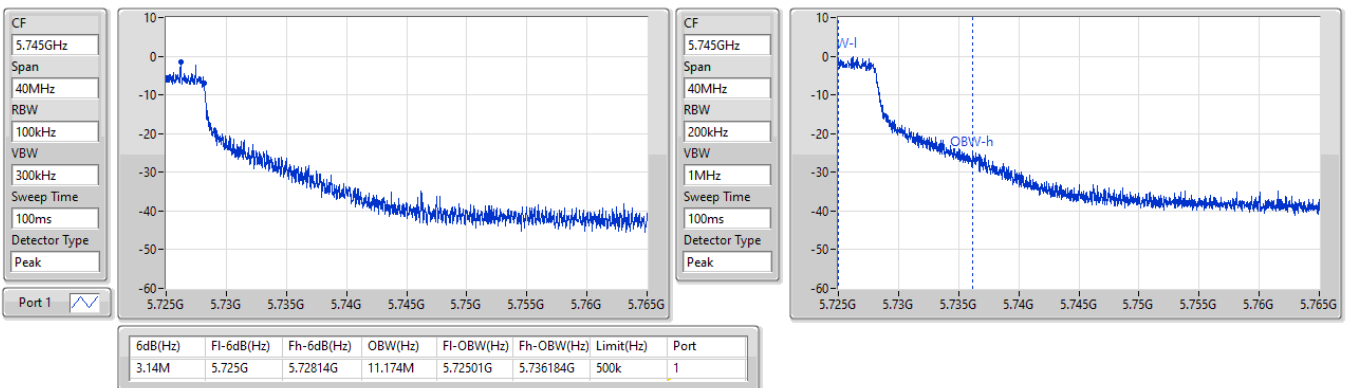 CF
5.745GHz
Span
40MHz
RBW
100kHz
VBW
300kHz
Sweep Time
100ms
Detector Type
Peak
Port 1
10
0
-10
-20
-30
-40
-50
-60
5.725G 5.73G 5.735G 5.74G 5.745G 5.75G 5.755G 5.76G 5.765G
CF
5.745GHz
Span
40MHz
RBW
200kHz
VBW
1MHz
Sweep Time
100ms
Detector Type
Peak
10
0
-10
-20
-30
-40
-50
-60
W-l
OBW-h
5.725G 5.73G 5.735G 5.74G 5.745G 5.75G 5.755G 5.76G 5.765G
6dB(Hz) Fl-6dB(Hz) Fh-6dB(Hz) OBW(Hz) Fl-OBW(Hz) Fh-OBW(Hz) Limit(Hz) Port
3.14M 5.725G 5.72814G 11.174M 5.72501G 5.736184G 500k 1